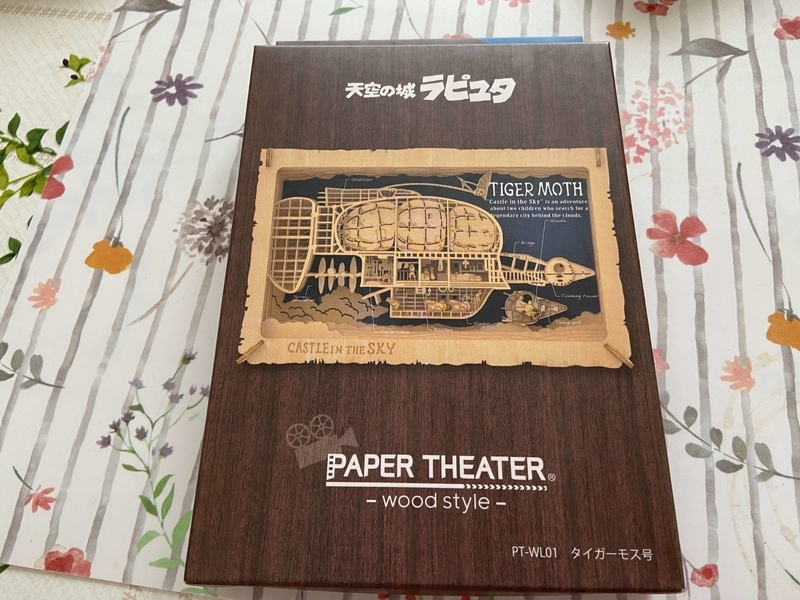 天空の城 ラピュタ
TIGER MOTH
"Castle in the Sky" is an adventure
about two children who search for a
legendary city behind the clouds.
Bridge
CASTLE IN THE SKY
PAPER THEATER®
- wood style -
PT-WL01 タイガーモス号